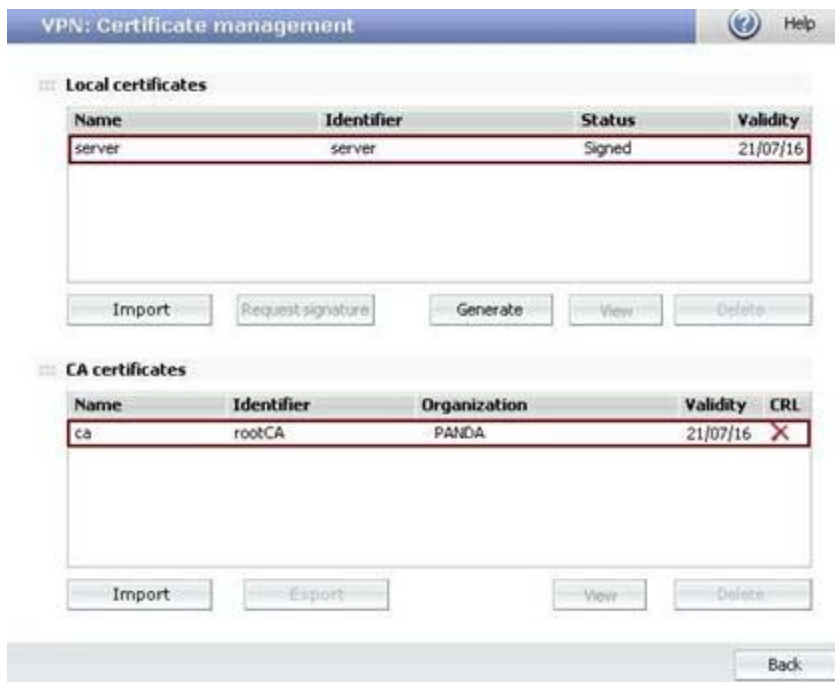 VPN: Certificate management
Help
Local certificates
Name Identifier Status Validity
server server Signed 21/07/16
Import Request signature Generate View Delete
CA certificates
Name Identifier Organization Validity CRL
ca rootCA PANDA 21/07/16
Import Export View Delete
Back